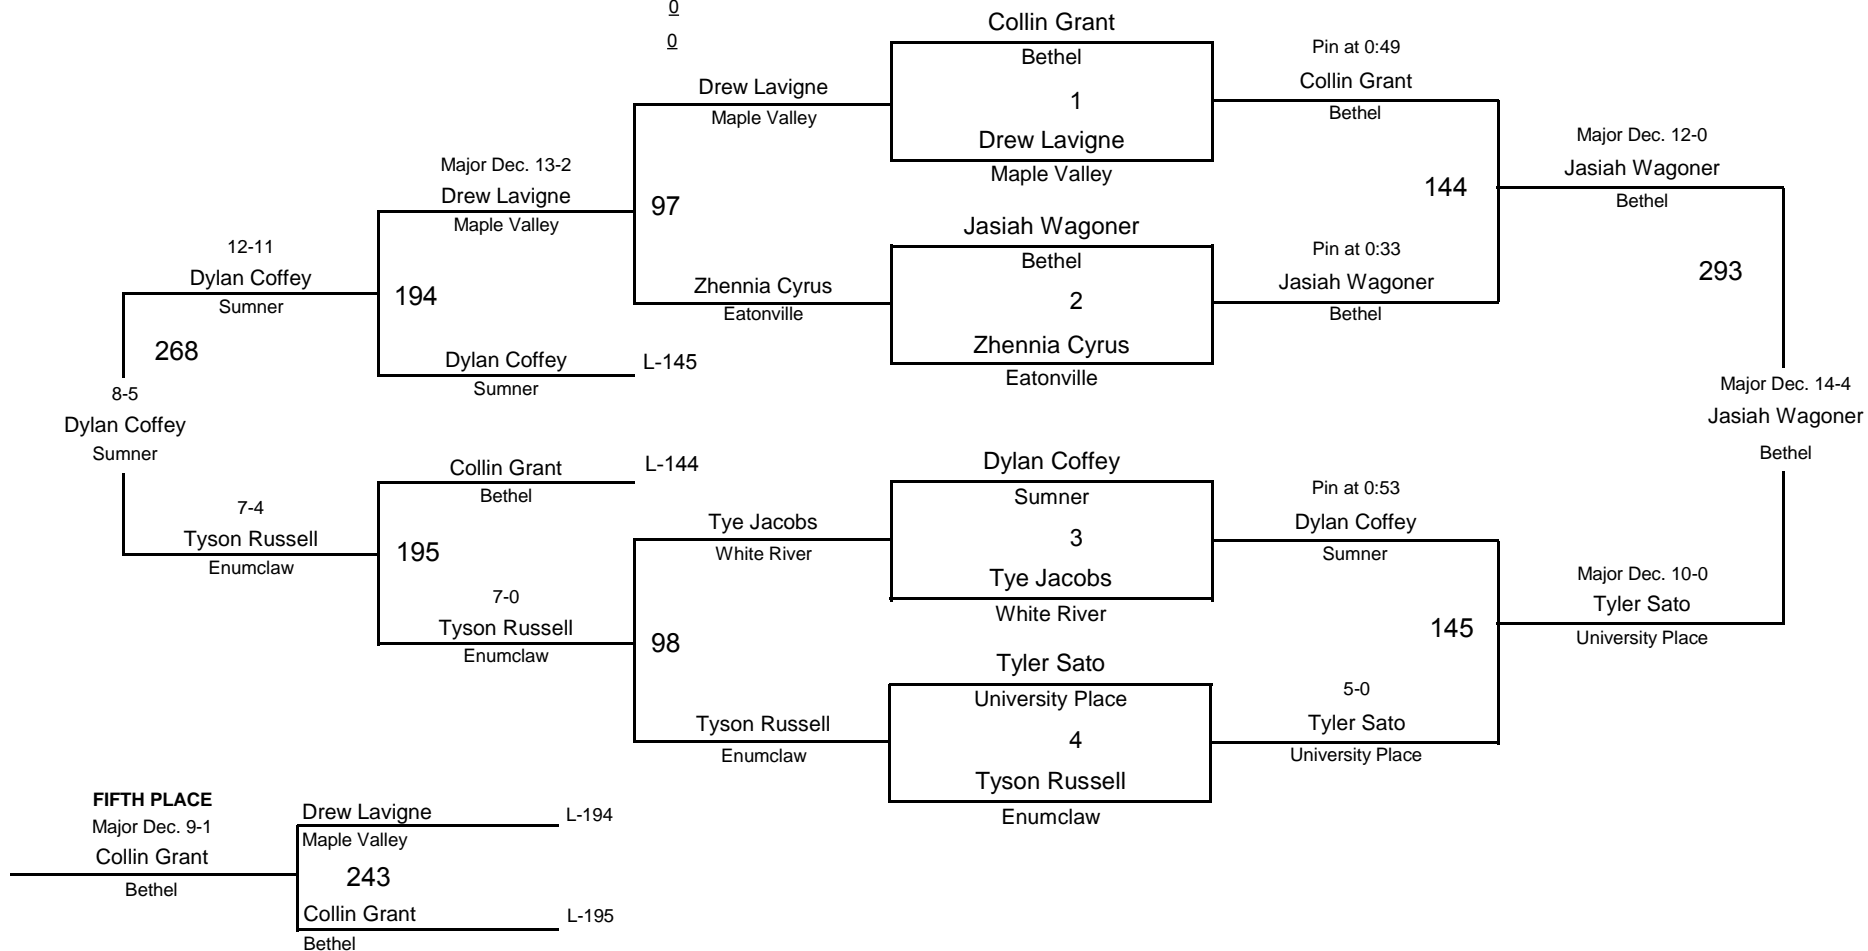 0
0
Collin Grant
Bethel
1
Drew Lavigne
Maple Valley
Jasiah Wagoner
Bethel
2
Zhennia Cyrus
Eatonville
Dylan Coffey
Sumner
3
Tye Jacobs
White River
Tyler Sato
University Place
4
Tyson Russell
Enumclaw
Pin at 0:49
Collin Grant
Bethel
144
Pin at 0:33
Jasiah Wagoner
Bethel
Pin at 0:53
Dylan Coffey
Sumner
145
5-0
Tyler Sato
University Place
Major Dec. 12-0
Jasiah Wagoner
Bethel
293
Major Dec. 14-4
Jasiah Wagoner
Bethel
Major Dec. 10-0
Tyler Sato
University Place
Drew Lavigne
Maple Valley
97
Zhennia Cyrus
Eatonville
Tye Jacobs
White River
98
Tyson Russell
Enumclaw
Major Dec. 13-2
Drew Lavigne
Maple Valley
194
Dylan Coffey L-145
Sumner
Collin Grant L-144
Bethel
195
7-0
Tyson Russell
Enumclaw
12-11
Dylan Coffey
Sumner
268
8-5
Dylan Coffey
Sumner
7-4
Tyson Russell
Enumclaw
FIFTH PLACE
Major Dec. 9-1
Collin Grant
Bethel
Drew Lavigne L-194
Maple Valley
243
Collin Grant L-195
Bethel